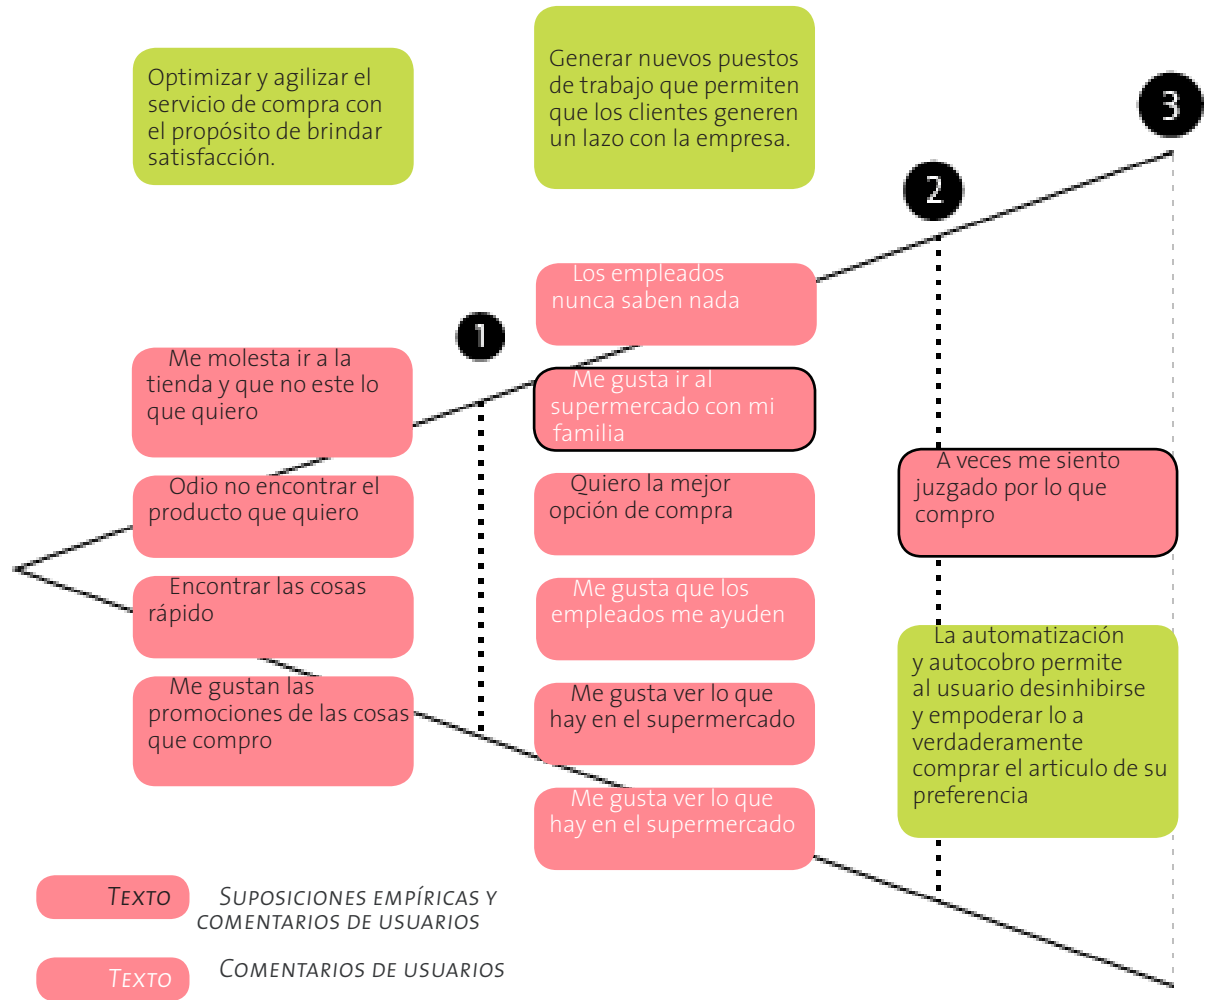 Optimizar y agilizar el
servicio de compra con
el propósito de brindar
satisfacción.
Generar nuevos puestos
de trabajo que permiten
que los clientes generen
un lazo con la empresa.
3
2
1
Me molesta ir a la
tienda y que no este lo
que quiero
Odio no encontrar el
producto que quiero
Encontrar las cosas
rápido
Me gustan las
promociones de las cosas
que compro
Los empleados
nunca saben nada
Me gusta ir al
supermercado con mi
familia
Quiero la mejor
opción de compra
Me gusta que los
empleados me ayuden
Me gusta ver lo que
hay en el supermercado
Me gusta ver lo que
hay en el supermercado
A veces me siento
juzgado por lo que
compro
La automatización
y autocobro permite
al usuario desinhibirse
y empoderar lo a
verdaderamente
comprar el articulo de su
preferencia
TEXTO
SUPOSICIONES EMPÍRICAS Y
COMENTARIOS DE USUARIOS
TEXTO
COMENTARIOS DE USUARIOS